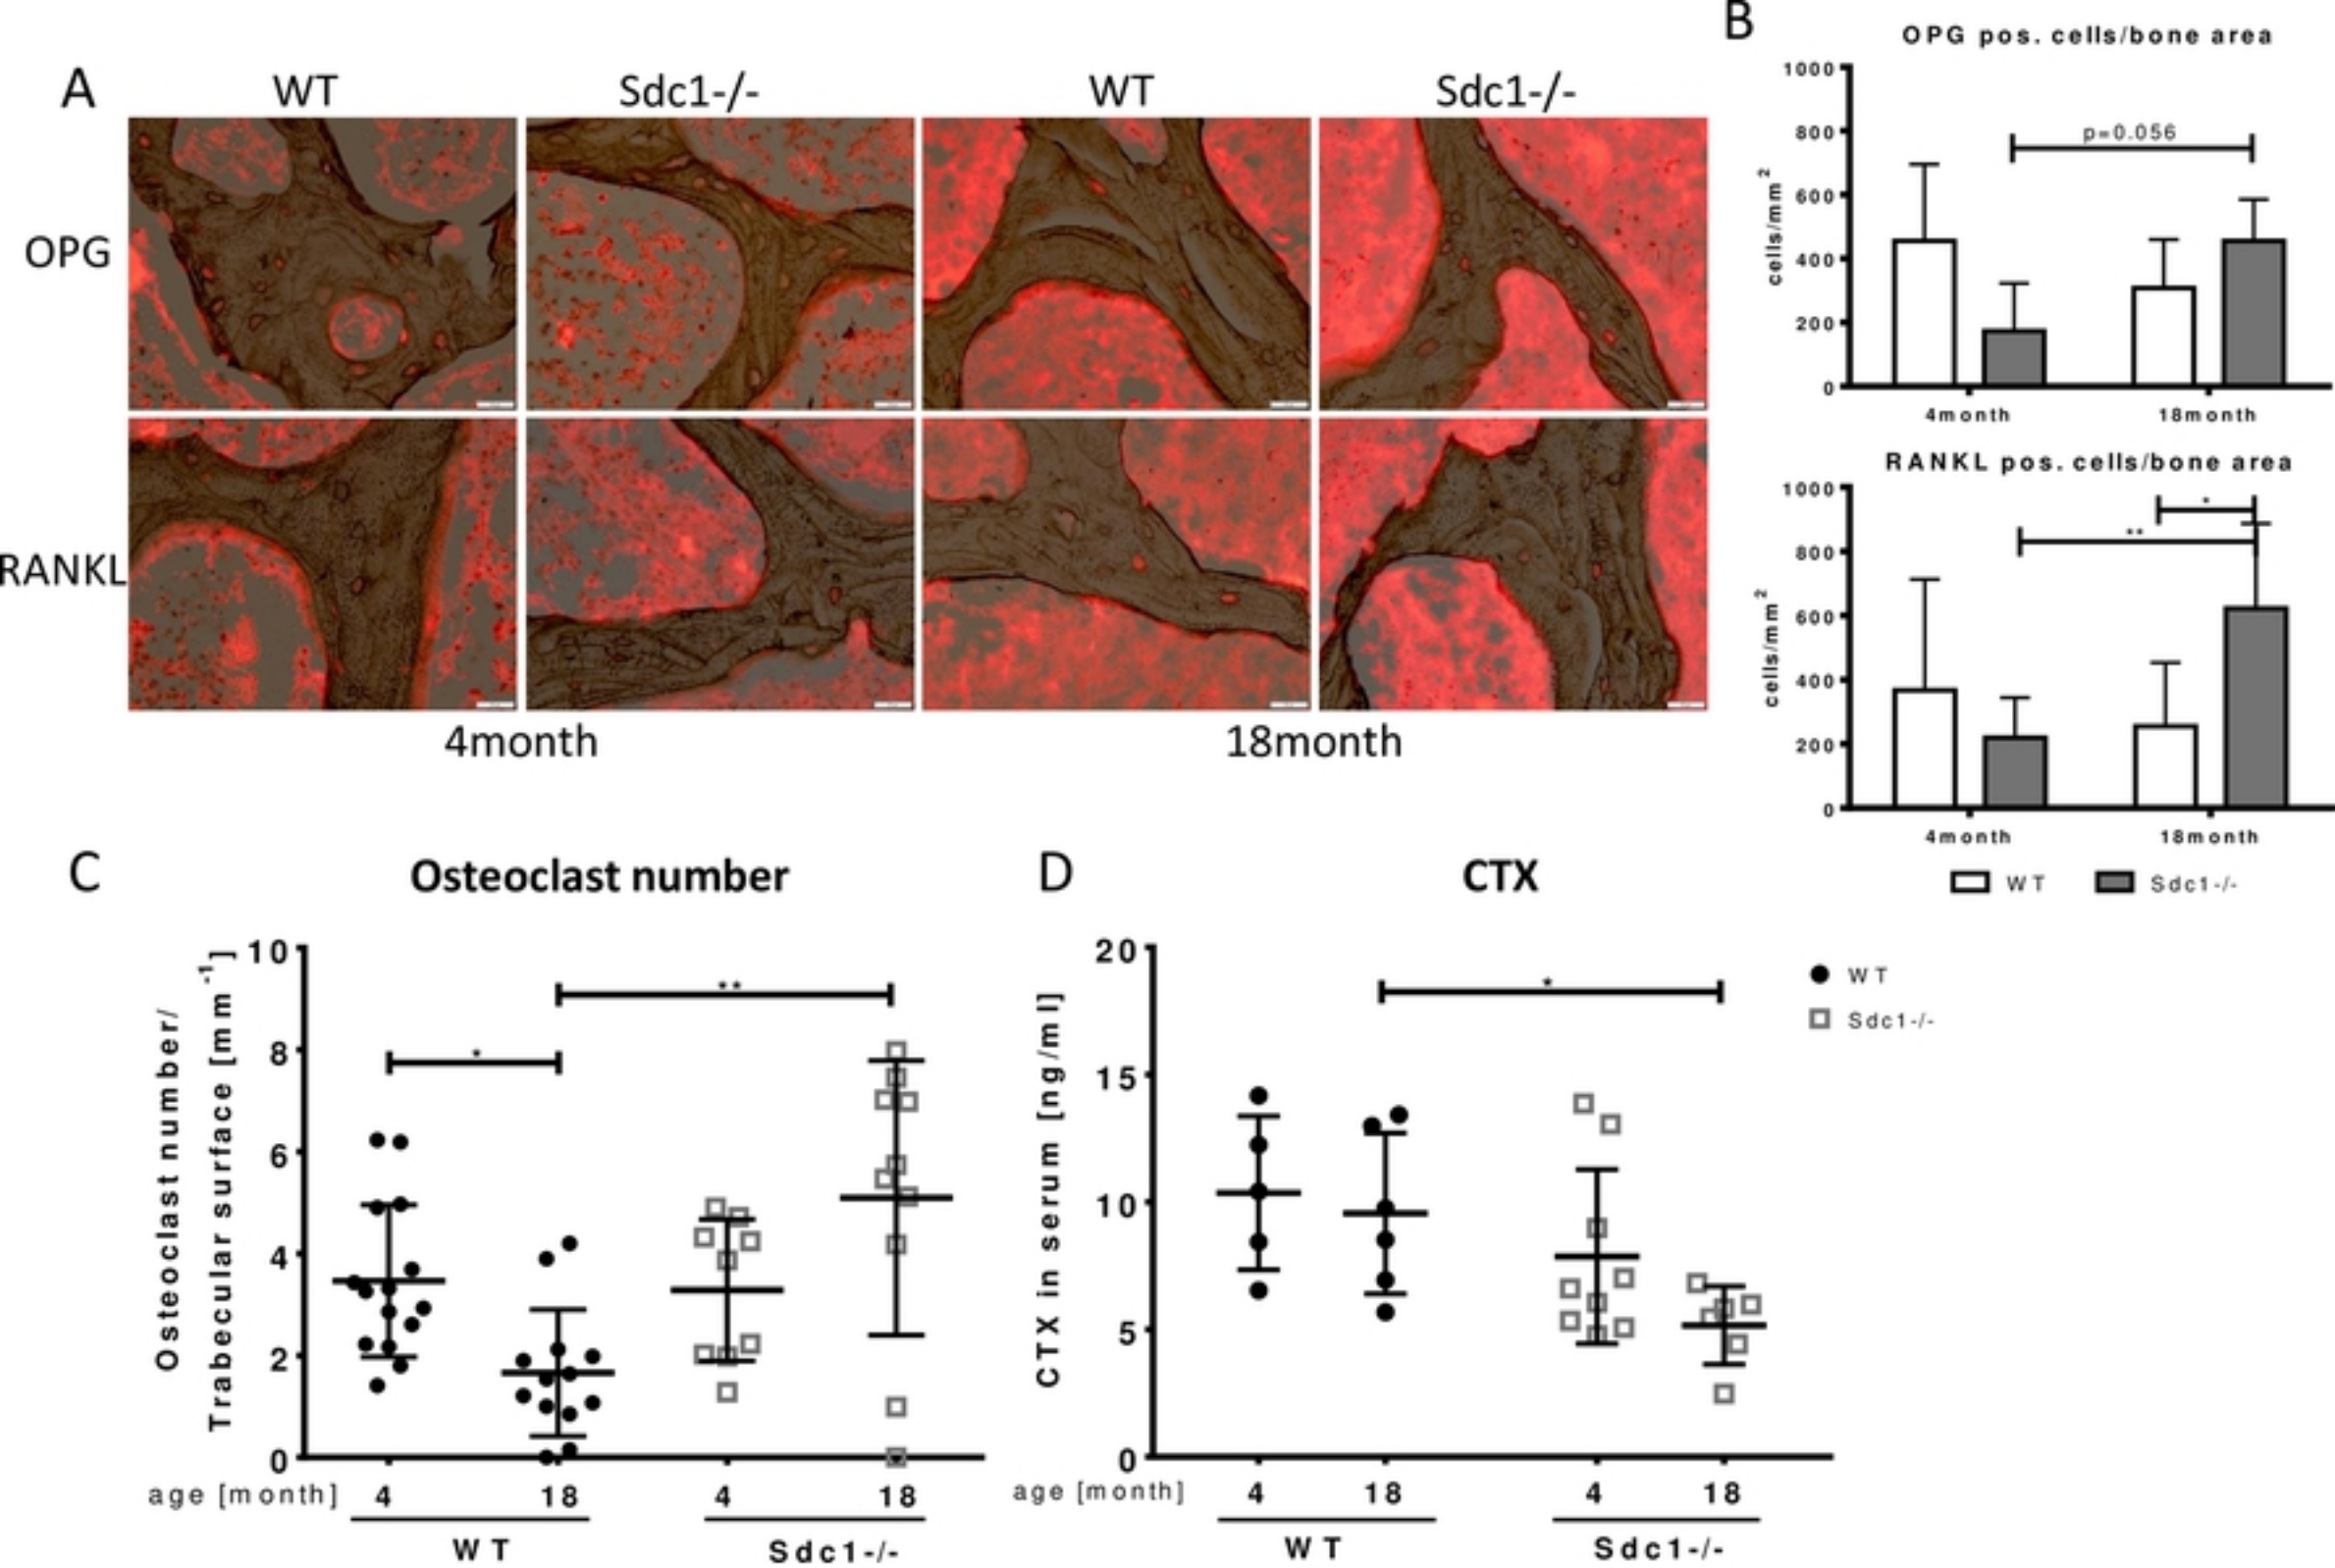 A
WT
Sdc1-/-
WT
Sdc1-/-
OPG
RANKL
4month
18month
B
OPG pos. cells/bone area
1000
800
600
400
200
0
cells/mm²
p=0.056
4month
18month
RANKL pos. cells/bone area
1000
800
600
400
200
0
cells/mm²
*
**
4month
18month
WT
Sdc1-/-
C
Osteoclast number
Osteoclast number/
Trabecular surface [mm⁻¹]
10
8
6
4
2
0
*
**
age [month]
4
18
4
18
WT
Sdc1-/-
D
CTX
CTX in serum [ng/ml]
20
15
10
5
0
*
age [month]
4
18
4
18
WT
Sdc1-/-
WT
Sdc1-/-